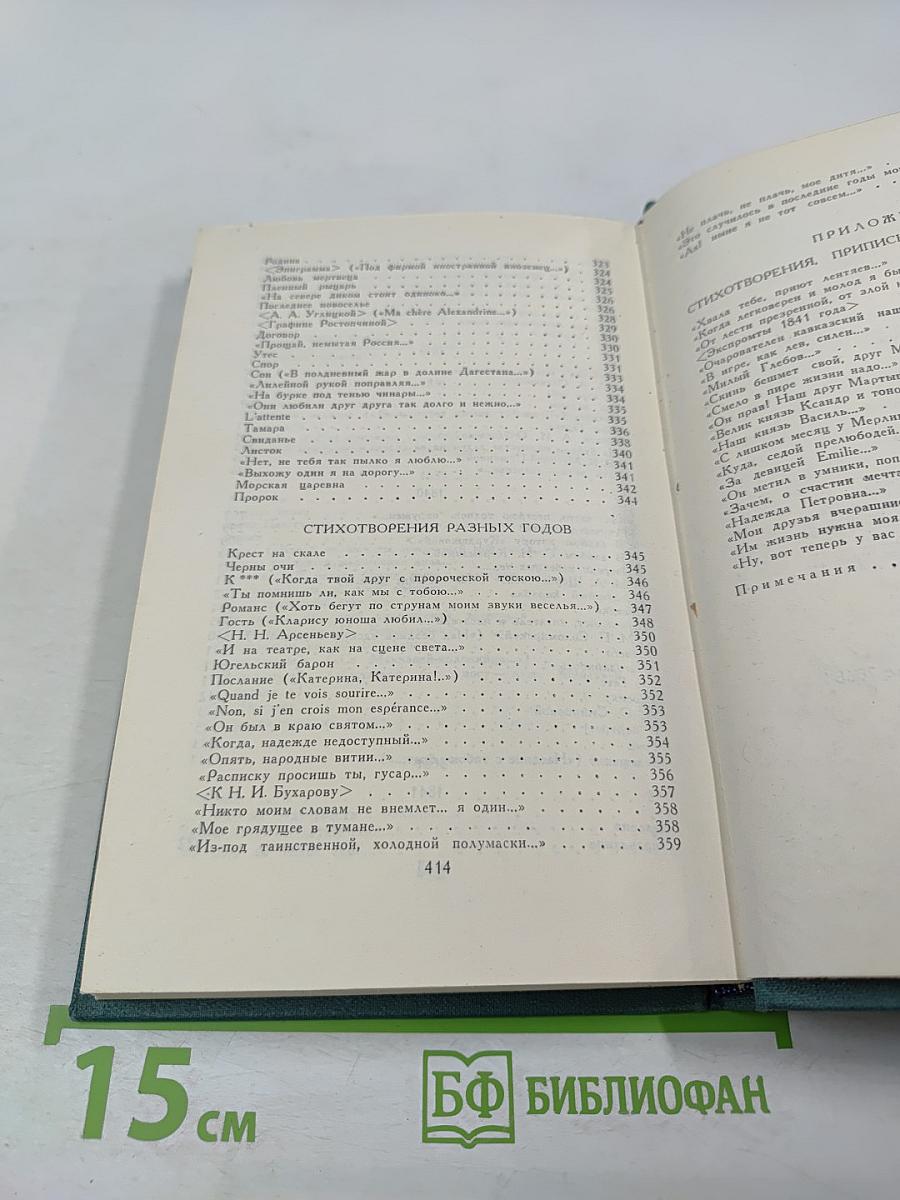 Родина . . . 323
<Эпиграмма> («Под фирмой иностранной иноземец...») . 324
Любовь мертвеца . . . 324
Пленный рыцарь . . . 325
«На севере диком стоит одиноко...» . . . 326
Последнее новоселье . . . 326
<А. А. Углицкой> («Ma chère Alexandrine...») . . . 328
<Графине Ростопчиной> . . . 329
Договор . . . 330
«Прощай, немытая Россия...» . . . 330
Утес . . . 331
Спор . . . 331
Сон («В полдневный жар в долине Дагестана...») . . . 333
«Лилейной рукой поправляя...» . . . 334
«На бурке под тенью чинары...» . . . 334
«Они любили друг друга так долго и нежно...» . . . 335
L'attente . . . 335
Тамара . . . 336
Свиданье . . . 338
Листок . . . 340
«Нет, не тебя так пылко я люблю...» . . . 341
«Выхожу один я на дорогу...» . . . 341
Морская царевна . . . 342
Пророк . . . 344
СТИХОТВОРЕНИЯ РАЗНЫХ ГОДОВ
Крест на скале . . . 345
Черны очи . . . 345
К *** («Когда твой друг с пророческой тоскою...») . . . 346
«Ты помнишь ли, как мы с тобою...» . . . 346
Романс («Хоть бегут по струнам моим звуки веселья...») . 347
Гость («Кларису юноша любил...») . . . 348
<Н. Н. Арсеньеву> . . . 350
«И на театре, как на сцене света...» . . . 350
Югельский барон . . . 351
Послание («Катерина, Катерина!..») . . . 352
«Quand je te vois sourire...» . . . 352
«Non, si j'en crois mon espérance...» . . . 353
«Он был в краю святом...» . . . 353
«Когда, надежде недоступный...» . . . 354
«Опять, народные витии...» . . . 355
«Расписку просишь ты, гусар...» . . . 356
<К Н. И. Бухарову> . . . 357
«Никто моим словам не внемлет... я один...» . . . 358
«Мое грядущее в тумане...» . . . 358
«Из-под таинственной, холодной полумаски...» . . . 359
414
«Не плачь, не плачь, мое дитя...» .
«Это случилось в последние годы мо
«Ах! ныне я не тот совсем...» . .
ПРИЛОЖ
СТИХОТВОРЕНИЯ, ПРИПИС
«Хвала тебе, приют лентяев...»
«Когда легковерен и молод я бы
«От лести презренной, от злой к
<Экспромты 1841 года>
«Очарователен кавказский наш
«В игре, как лев, силен...»
«Милый Глебов...»
«Скинь бешмет свой, друг М
«Смело в пире жизни надо...»
«Он прав! Наш друг Марты
«Велик князь Ксандр и тоно
«Наш князь Василь...»
«С лишком месяц у Мерлин
«Куда, седой прелюбодей.
«За девицей Emilie...»
«Он метил в умники, поп
«Зачем, о счастии мечта
«Надежда Петровна...»
«Мои друзья вчерашние
«Им жизнь нужна моя
«Ну, вот теперь у вас
Примечания . .
15 см
БФ БИБЛИОФАН